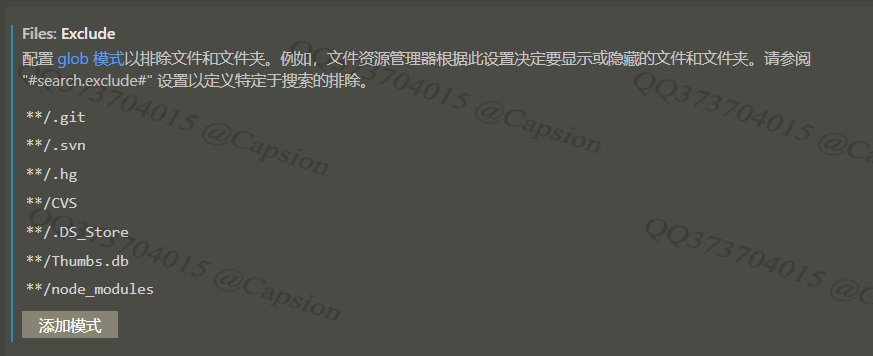 Files: Exclude
配置 glob 模式以排除文件和文件夹。例如，文件资源管理器根据此设置决定要显示或隐藏的文件和文件夹。请参阅
"#search.exclude#" 设置以定义特定于搜索的排除。
**/.git
**/.svn
**/.hg
**/CVS
**/.DS_Store
**/Thumbs.db
**/node_modules
添加模式
QQ373704015 @Capsion
QQ373704015 @Capsion
QQ373704015 @Ca
QQ373704015 @Capsion
QQ373704015 @Capsion